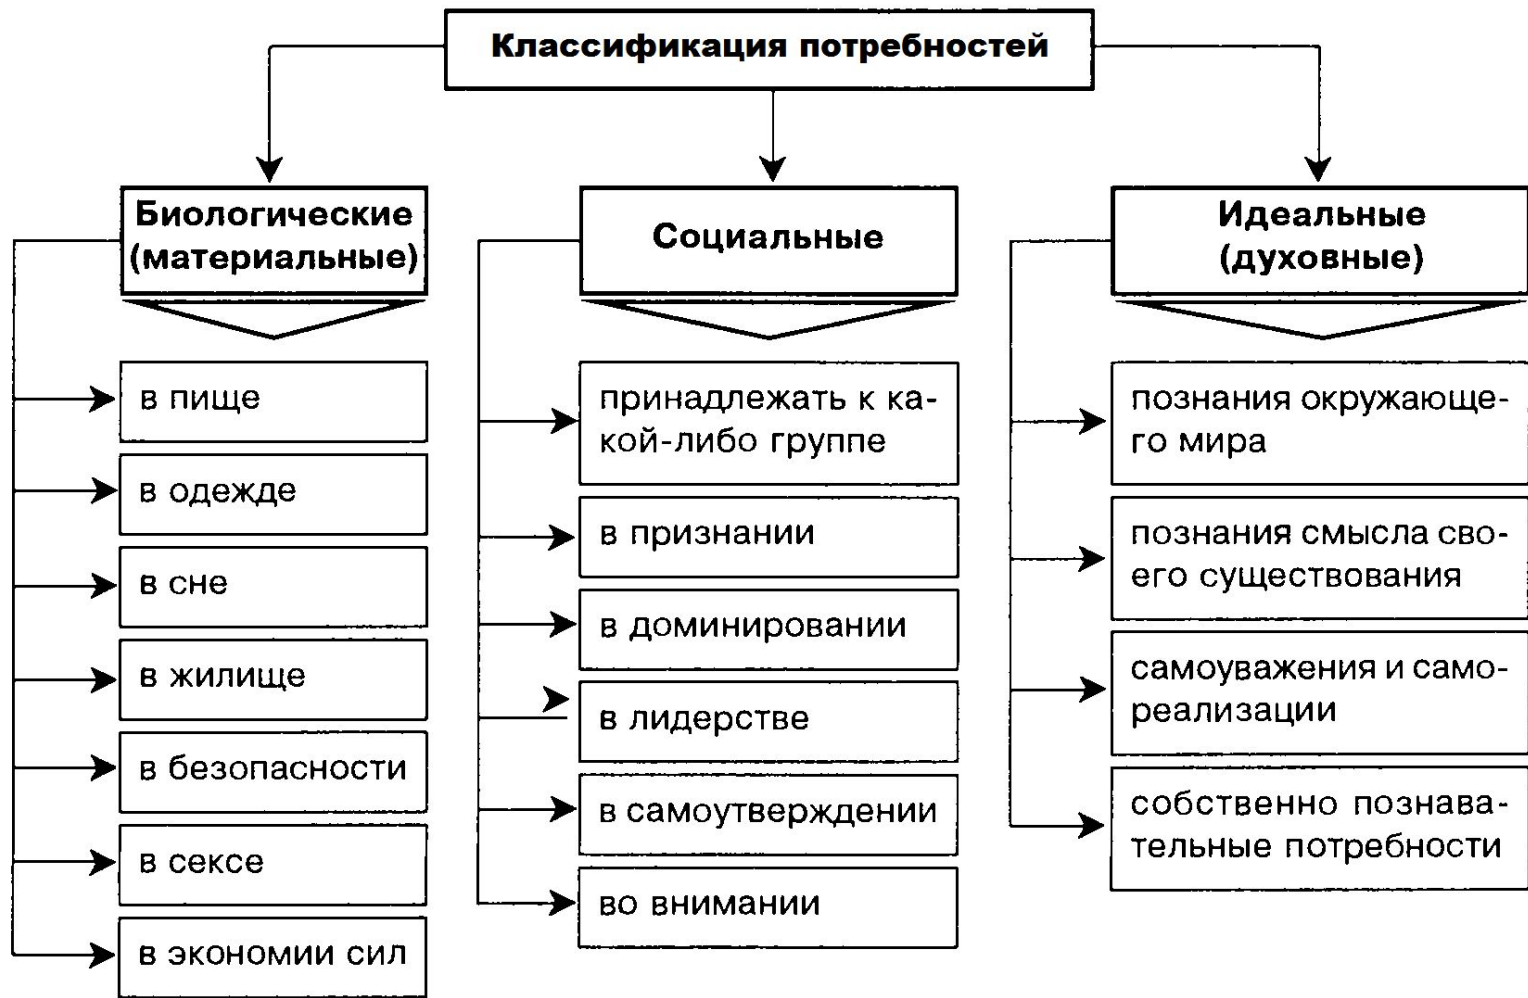 Классификация потребностей
Биологические
(материальные)
в пище
в одежде
в сне
в жилище
в безопасности
в сексе
в экономии сил
Социальные
принадлежать к ка-
кой-либо группе
в признании
в доминировании
в лидерстве
в самоутверждении
во внимании
Идеальные
(духовные)
познания окружающе-
го мира
познания смысла сво-
его существования
самоуважения и само-
реализации
собственно познава-
тельные потребности